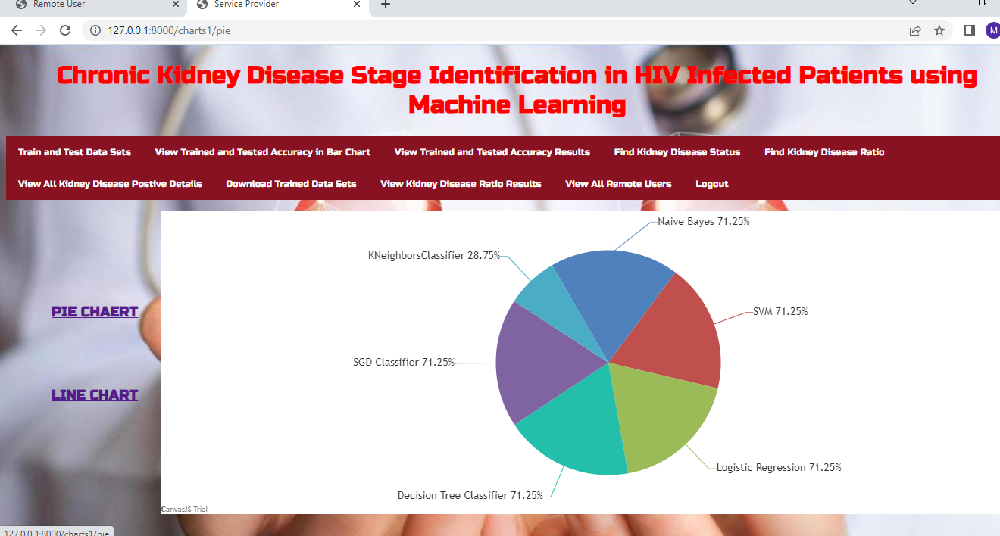 Remote User
Service Provider
127.0.0.1:8000/charts1/pie
M
Chronic Kidney Disease Stage Identification in HIV Infected Patients using
Machine Learning
Train and Test Data Sets View Trained and Tested Accuracy in Bar Chart View Trained and Tested Accuracy Results Find Kidney Disease Status Find Kidney Disease Ratio
View All Kidney Disease Postive Details Download Trained Data Sets View Kidney Disease Ratio Results View All Remote Users Logout
Naive Bayes 71.25%
KNeighborsClassifier 28.75%
PIE CHAERT
SVM 71.25%
SGD Classifier 71.25%
LINE CHART
Logistic Regression 71.25%
Decision Tree Classifier 71.25%
CanvasJS Trial
127.0.0.1:8000/charts1/pie